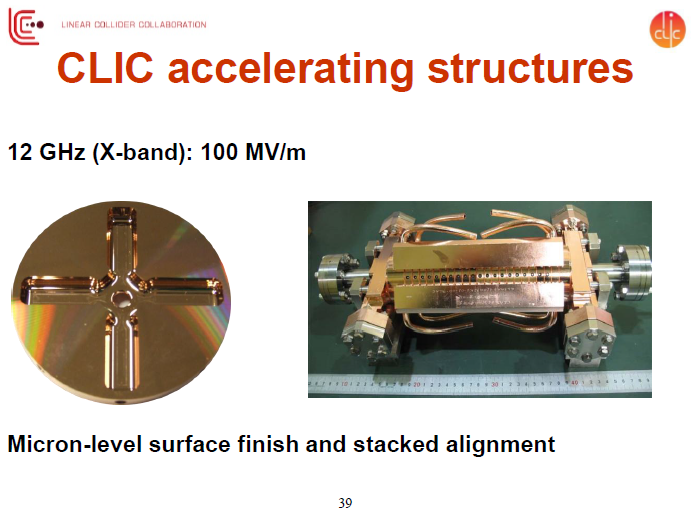 LINEAR COLLIDER COLLABORATION
clic
CLIC accelerating structures
12 GHz (X-band): 100 MV/m
Micron-level surface finish and stacked alignment
39